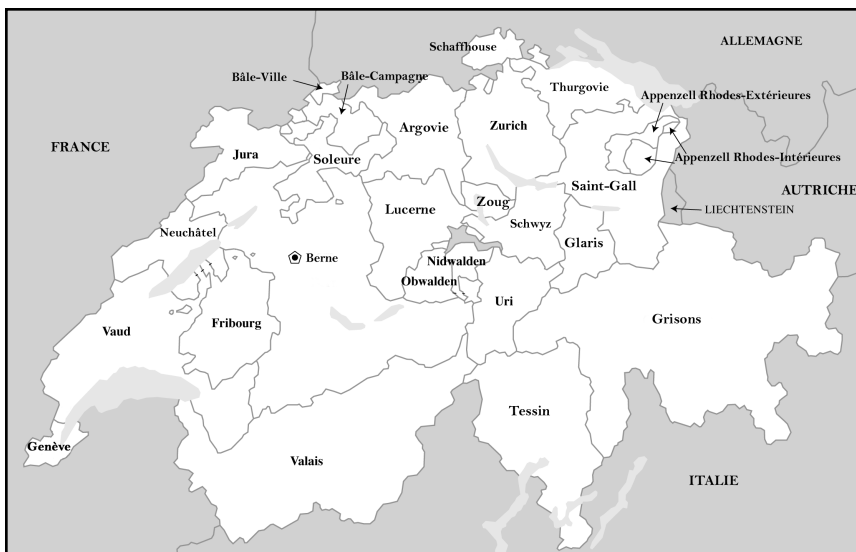 ALLEMAGNE
Schaffhouse
Bâle-Ville
Bâle-Campagne
Thurgovie
Appenzell Rhodes-Extérieures
Argovie
Zurich
FRANCE
Jura
Soleure
Appenzell Rhodes-Intérieures
Saint-Gall
AUTRICHE
Zoug
Lucerne
LIECHTENSTEIN
Neuchâtel
Schwyz
Glaris
Berne
Nidwalden
Obwalden
Uri
Vaud
Fribourg
Grisons
Tessin
Genève
Valais
ITALIE